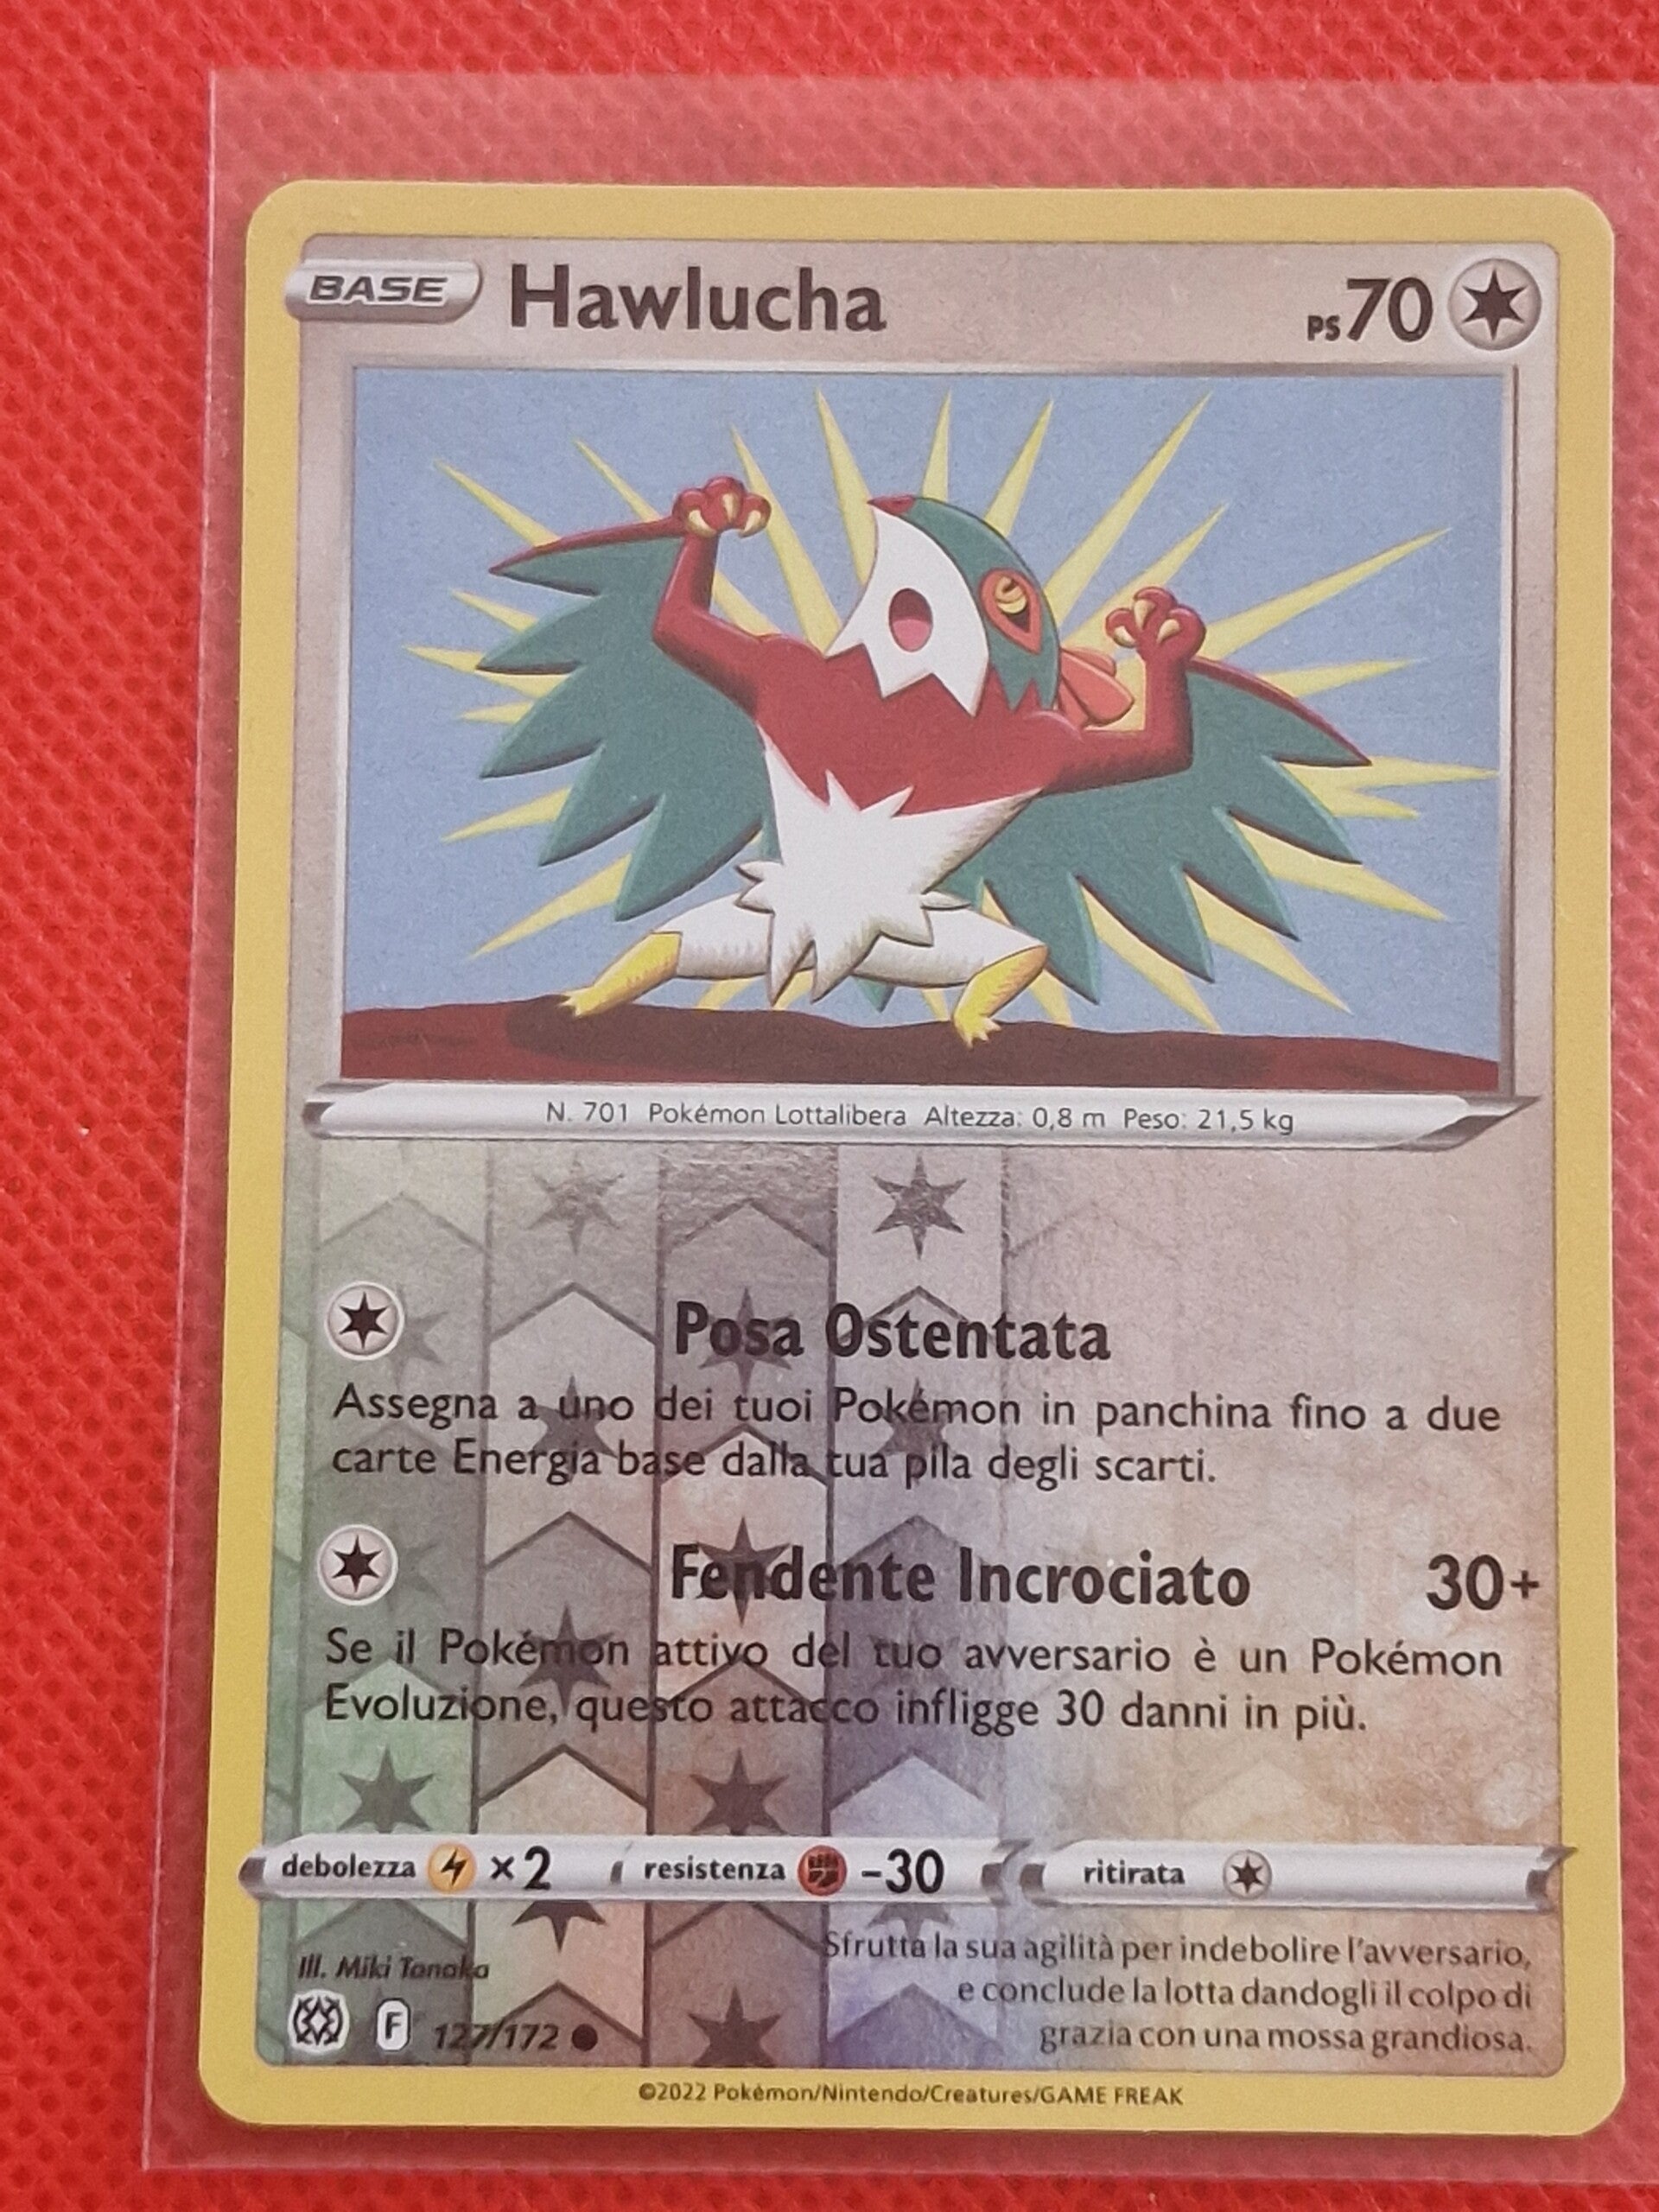 BASE Hawlucha PS70
N. 701 Pokémon Lottalibera Altezza: 0,8 m Peso: 21,5 kg
Posa Ostentata
Assegna a uno dei tuoi Pokémon in panchina fino a due
carte Energia base dalla tua pila degli scarti.
Fendente Incrociato 30+
Se il Pokémon attivo del tuo avversario è un Pokémon
Evoluzione, questo attacco infligge 30 danni in più.
debolezza ×2 resistenza -30 ritirata
Ill. Miki Tanaka
F 127/172
Sfrutta la sua agilità per indebolire l'avversario,
e conclude la lotta dandogli il colpo di
grazia con una mossa grandiosa.
©2022 Pokémon/Nintendo/Creatures/GAME FREAK